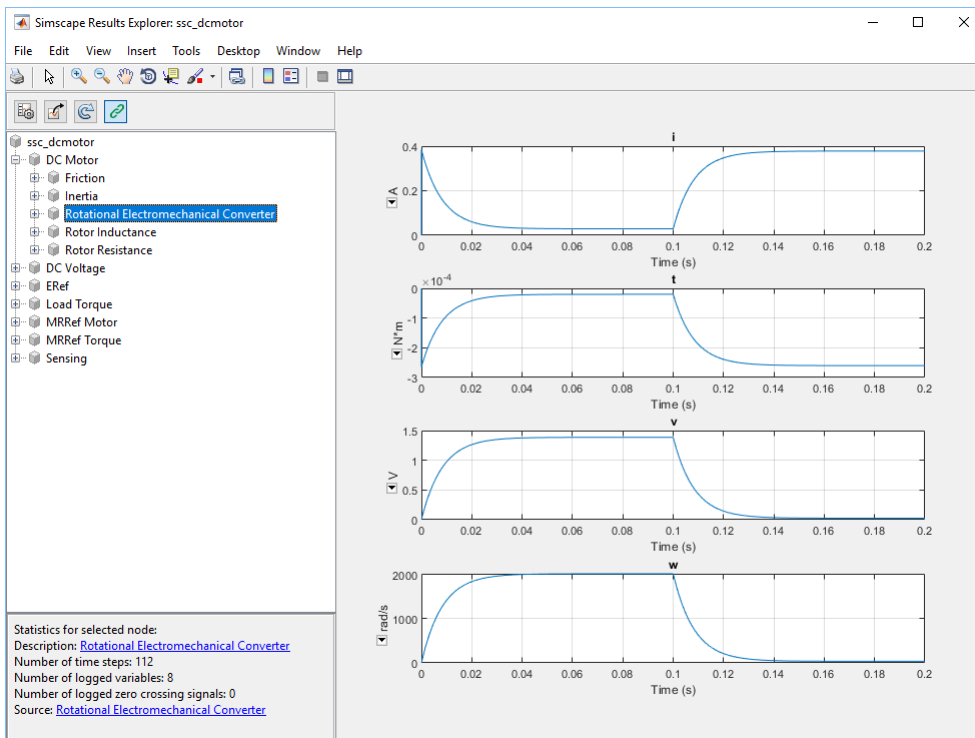 Simscape Results Explorer: ssc_dcmotor
File Edit View Insert Tools Desktop Window Help
ssc_dcmotor
DC Motor
Friction
Inertia
Rotational Electromechanical Converter
Rotor Inductance
Rotor Resistance
DC Voltage
ERef
Load Torque
MRRef Motor
MRRef Torque
Sensing
Statistics for selected node:
Description: Rotational Electromechanical Converter
Number of time steps: 112
Number of logged variables: 8
Number of logged zero crossing signals: 0
Source: Rotational Electromechanical Converter
i
0.4
0.2
0
A
0 0.02 0.04 0.06 0.08 0.1 0.12 0.14 0.16 0.18 0.2
Time (s)
×10-4
t
0
-1
-2
-3
N*m
0 0.02 0.04 0.06 0.08 0.1 0.12 0.14 0.16 0.18 0.2
Time (s)
v
1.5
1
0.5
0
V
0 0.02 0.04 0.06 0.08 0.1 0.12 0.14 0.16 0.18 0.2
Time (s)
w
2000
1000
0
rad/s
0 0.02 0.04 0.06 0.08 0.1 0.12 0.14 0.16 0.18 0.2
Time (s)